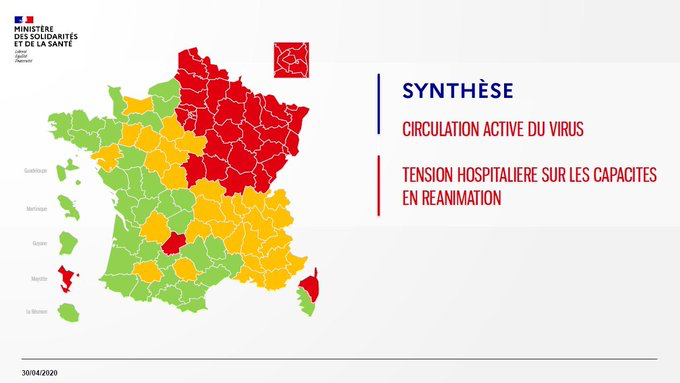 MINISTÈRE
DES SOLIDARITÉS
ET DE LA SANTÉ
Liberté
Égalité
Fraternité
SYNTHÈSE
CIRCULATION ACTIVE DU VIRUS
TENSION HOSPITALIERE SUR LES CAPACITES
EN REANIMATION
Guadeloupe
Martinique
Guyane
Mayotte
La Réunion
30/04/2020